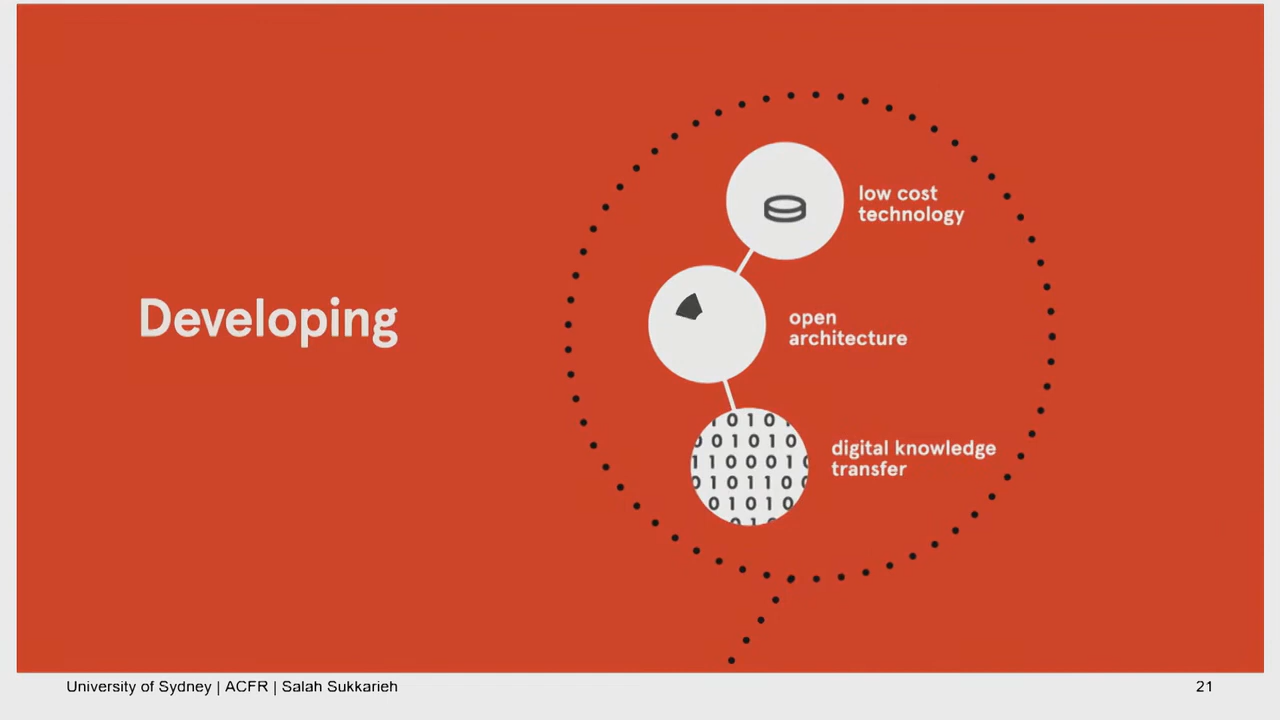 Developing
low cost
technology
open
architecture
digital knowledge
transfer
University of Sydney | ACFR | Salah Sukkarieh
21